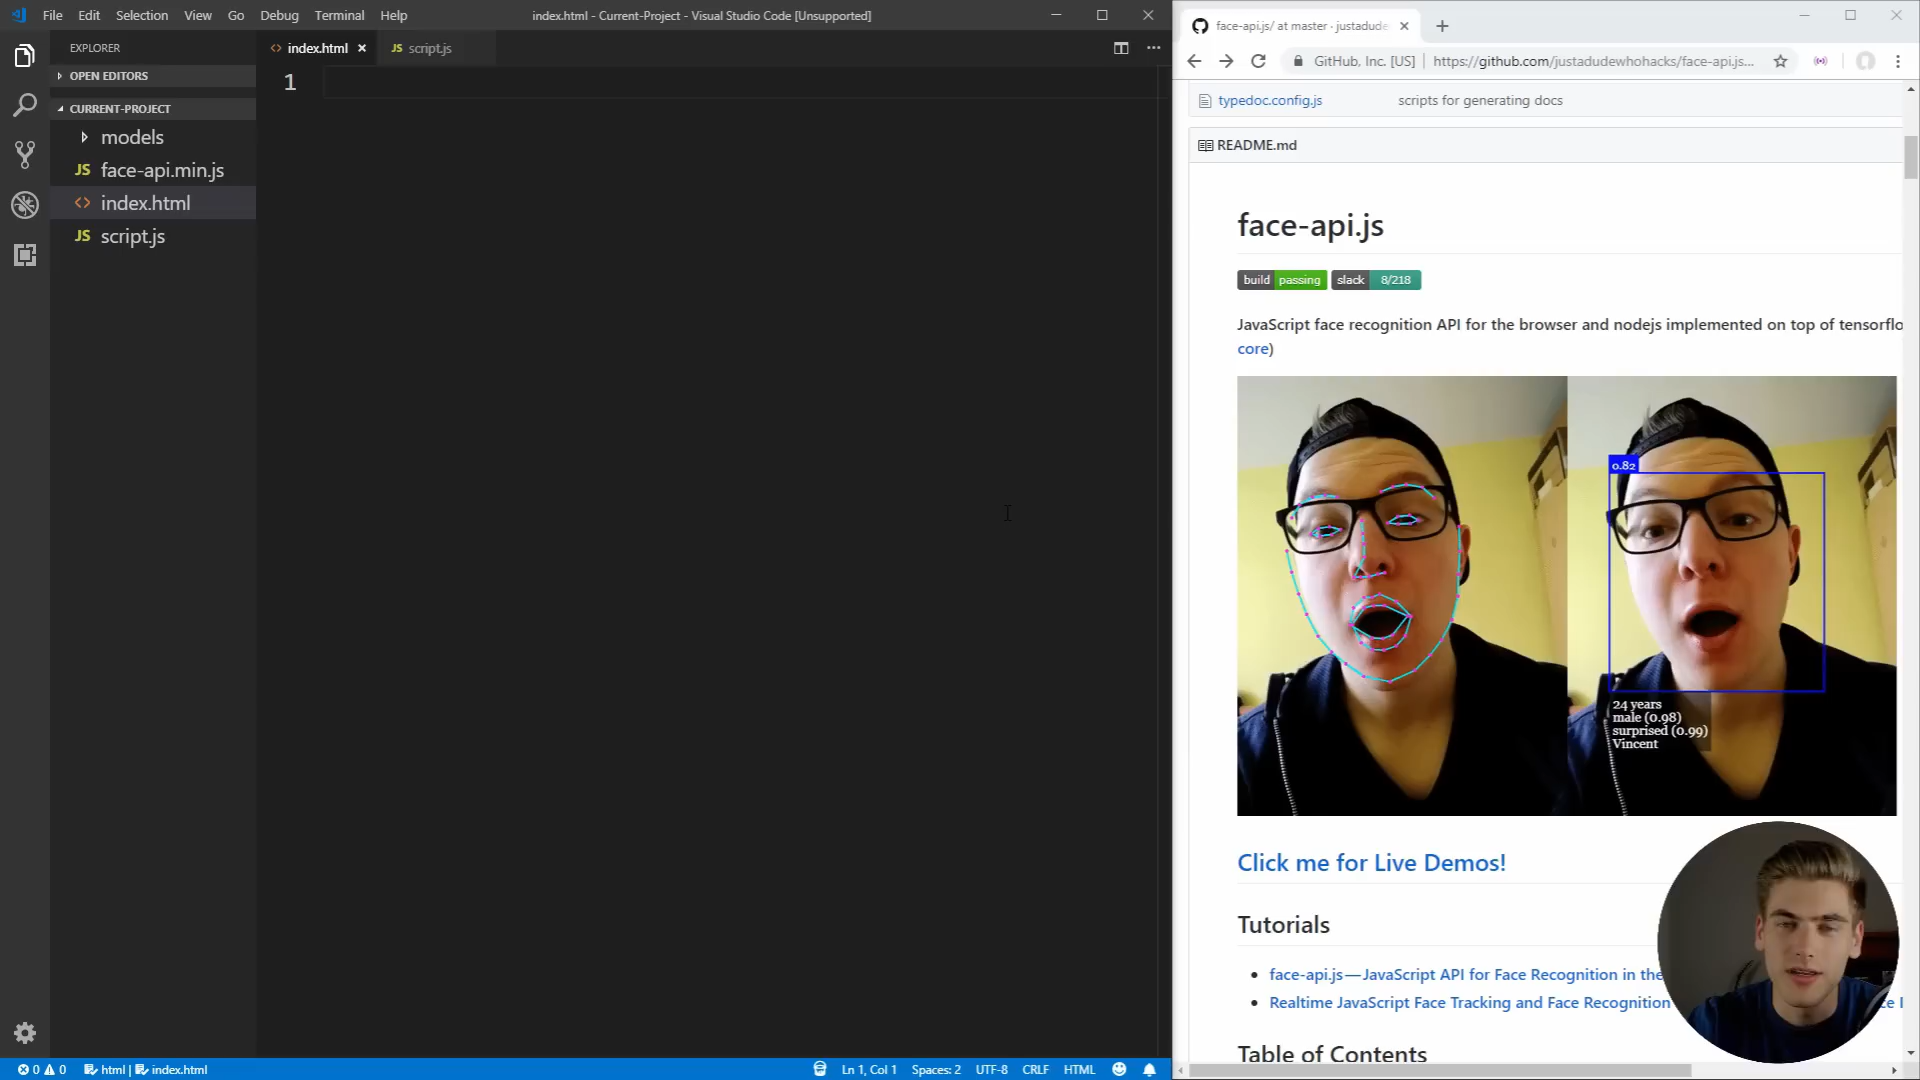 File Edit Selection View Go Debug Terminal Help
index.html - Current-Project - Visual Studio Code [Unsupported]
EXPLORER
OPEN EDITORS
CURRENT-PROJECT
models
JS face-api.min.js
<> index.html
JS script.js
<> index.html ×
JS script.js
1
0 0 html | index.html
Ln 1, Col 1 Spaces: 2 UTF-8 CRLF HTML
face-api.js/ at master · justadude
GitHub, Inc. [US] | https://github.com/justadudewhohacks/face-api.js...
typedoc.config.js scripts for generating docs
README.md
face-api.js
build passing slack 8/218
JavaScript face recognition API for the browser and nodejs implemented on top of tensorflo
core)
0.82
24 years
male (0.98)
surprised (0.99)
Vincent
Click me for Live Demos!
Tutorials
• face-api.js—JavaScript API for Face Recognition in the
• Realtime JavaScript Face Tracking and Face Recognition
Table of Contents